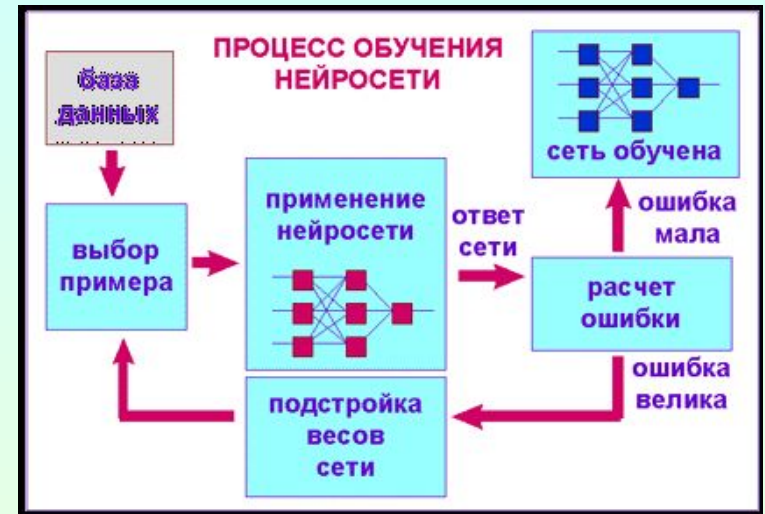 ПРОЦЕСС ОБУЧЕНИЯ
НЕЙРОСЕТИ
база
данных
выбор
примера
применение
нейросети
ответ
сети
расчет
ошибки
ошибка
мала
сеть обучена
ошибка
велика
подстройка
весов
сети